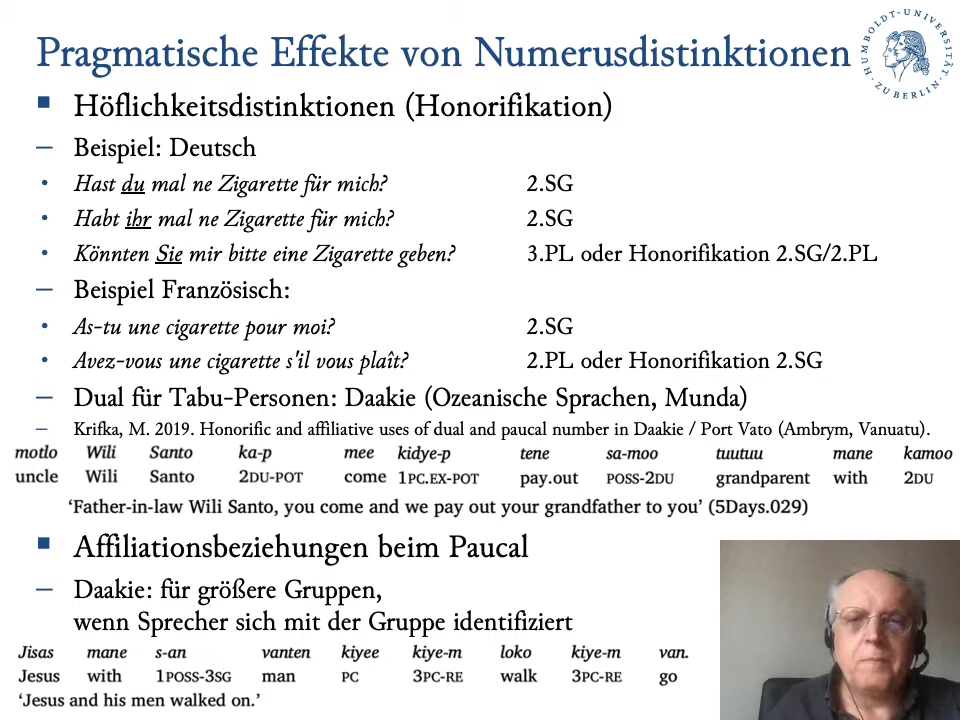 Pragmatische Effekte von Numerusdistinktionen
HUMBOLDT-UNIVERSITÄT ZU BERLIN
▪ Höflichkeitsdistinktionen (Honorifikation)
– Beispiel: Deutsch
• Hast du mal ne Zigarette für mich? 2.SG
• Habt ihr mal ne Zigarette für mich? 2.SG
• Könnten Sie mir bitte eine Zigarette geben? 3.PL oder Honorifikation 2.SG/2.PL
– Beispiel Französisch:
• As-tu une cigarette pour moi? 2.SG
• Avez-vous une cigarette s'il vous plaît? 2.PL oder Honorifikation 2.SG
– Dual für Tabu-Personen: Daakie (Ozeanische Sprachen, Munda)
– Krifka, M. 2019. Honorific and affiliative uses of dual and paucal number in Daakie / Port Vato (Ambrym, Vanuatu).
motlo Wili Santo ka-p mee kidye-p tene sa-moo tuutuu mane kamoo
uncle Wili Santo 2DU-POT come 1PC.EX-POT pay.out POSS-2DU grandparent with 2DU
‘Father-in-law Wili Santo, you come and we pay out your grandfather to you’ (5Days.029)
▪ Affiliationsbeziehungen beim Paucal
– Daakie: für größere Gruppen,
wenn Sprecher sich mit der Gruppe identifiziert
Jisas mane s-an vanten kiyee kiye-m loko kiye-m van.
Jesus with 1POSS-3SG man PC 3PC-RE walk 3PC-RE go
‘Jesus and his men walked on.’